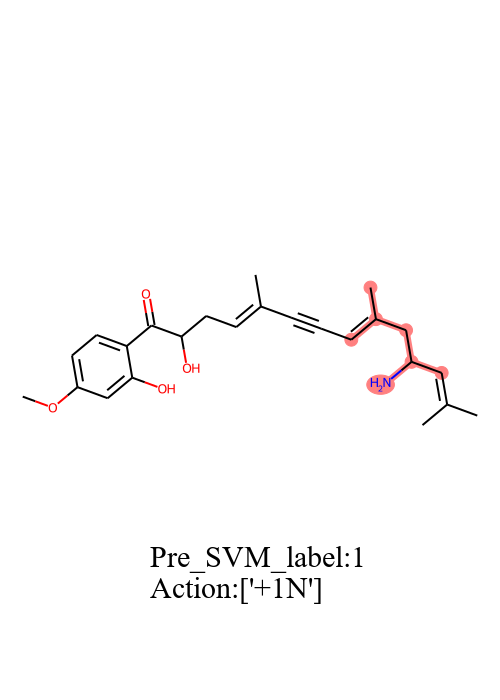 O
OH
OH
O
H2N
Pre_SVM_label:1
Action:['+1N']